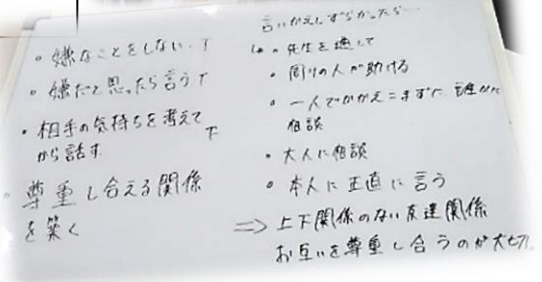 ・嫌なことをしない。T
・嫌だと思ったら言う T
・相手の気持ちを考えて
から話す。 T
・尊重し合える関係
を築く
言いかえしずらかったら…
・先生を通して
・周りの人が助ける
・一人でかかえこまずに 誰かに
相談
・大人に相談
・本人に正直に言う
⇒ 上下関係のない友達関係
お互いを尊重し合うのが大切。